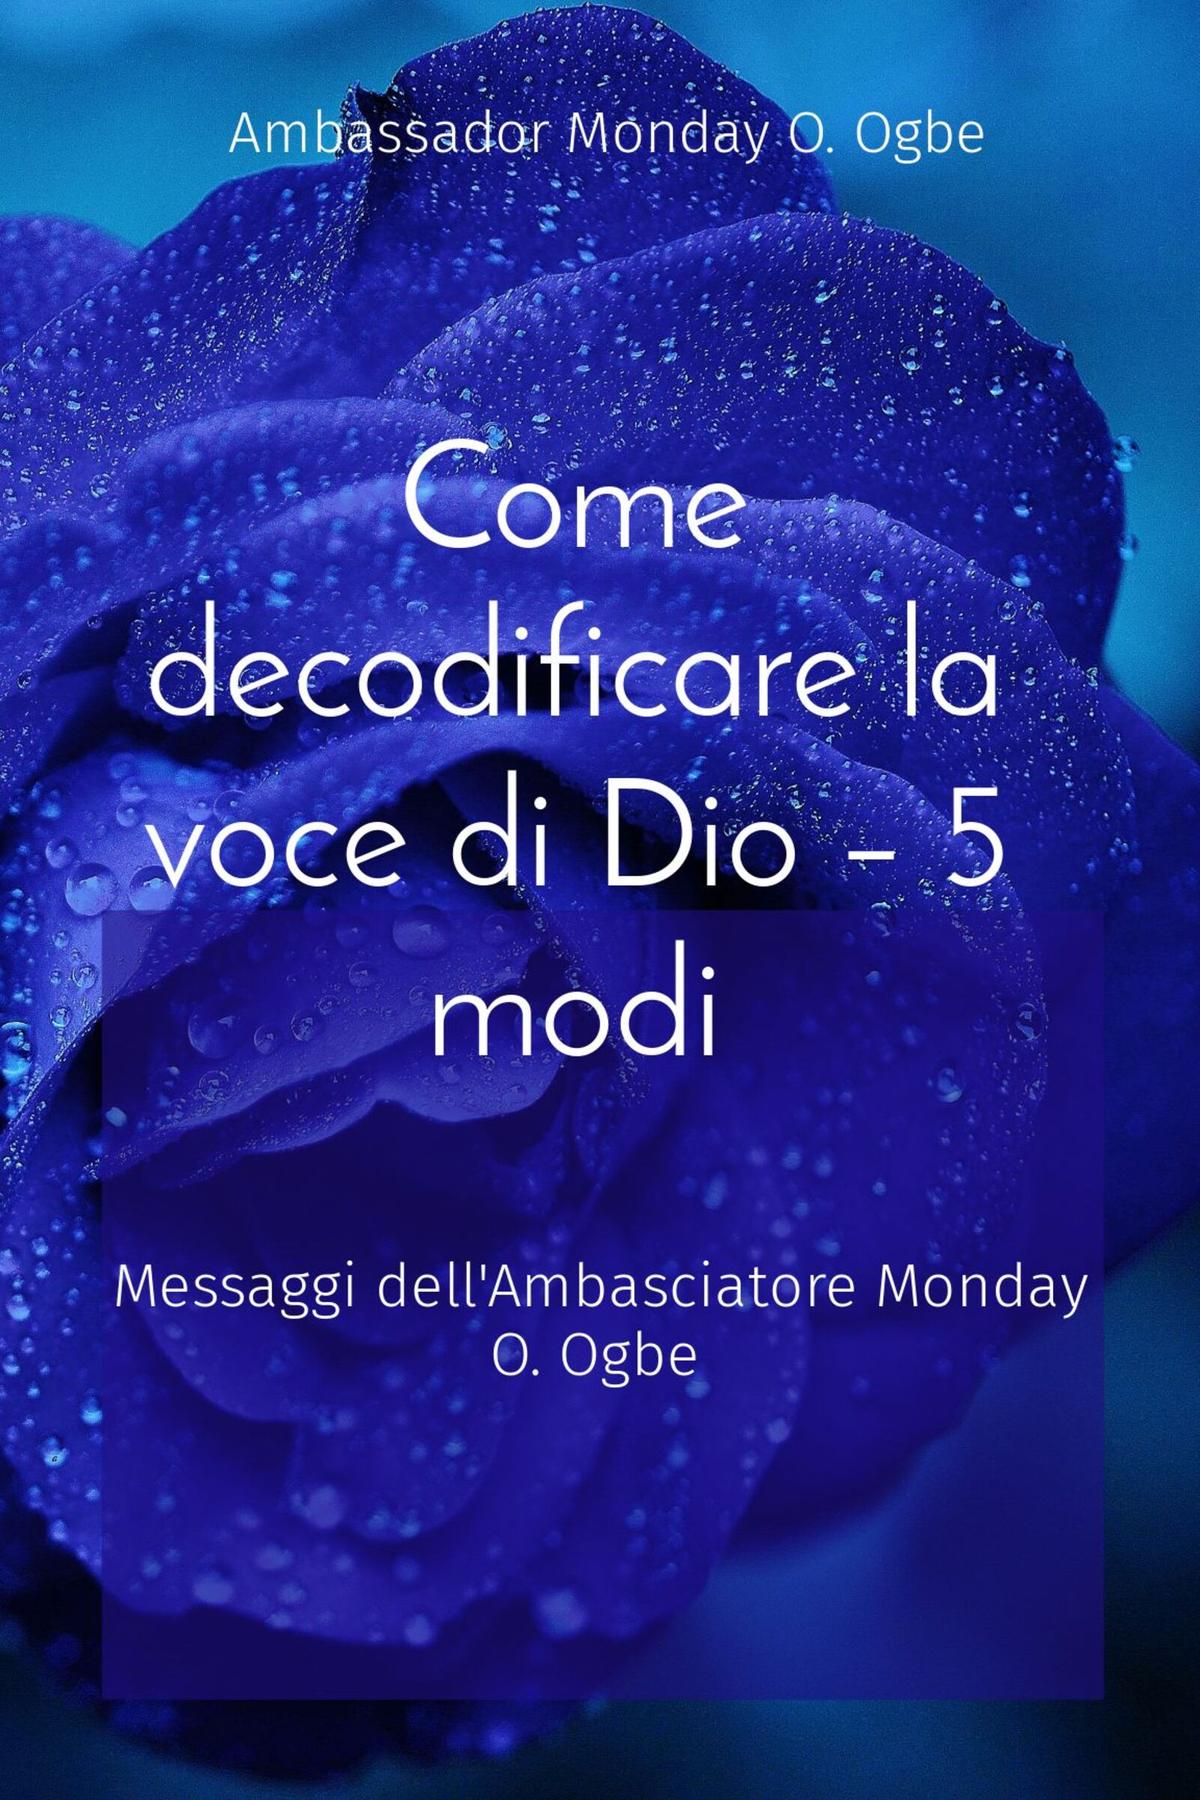 Ambassador Monday O. Ogbe
Come
decodificare la
voce di Dio – 5
modi
Messaggi dell'Ambasciatore Monday
O. Ogbe